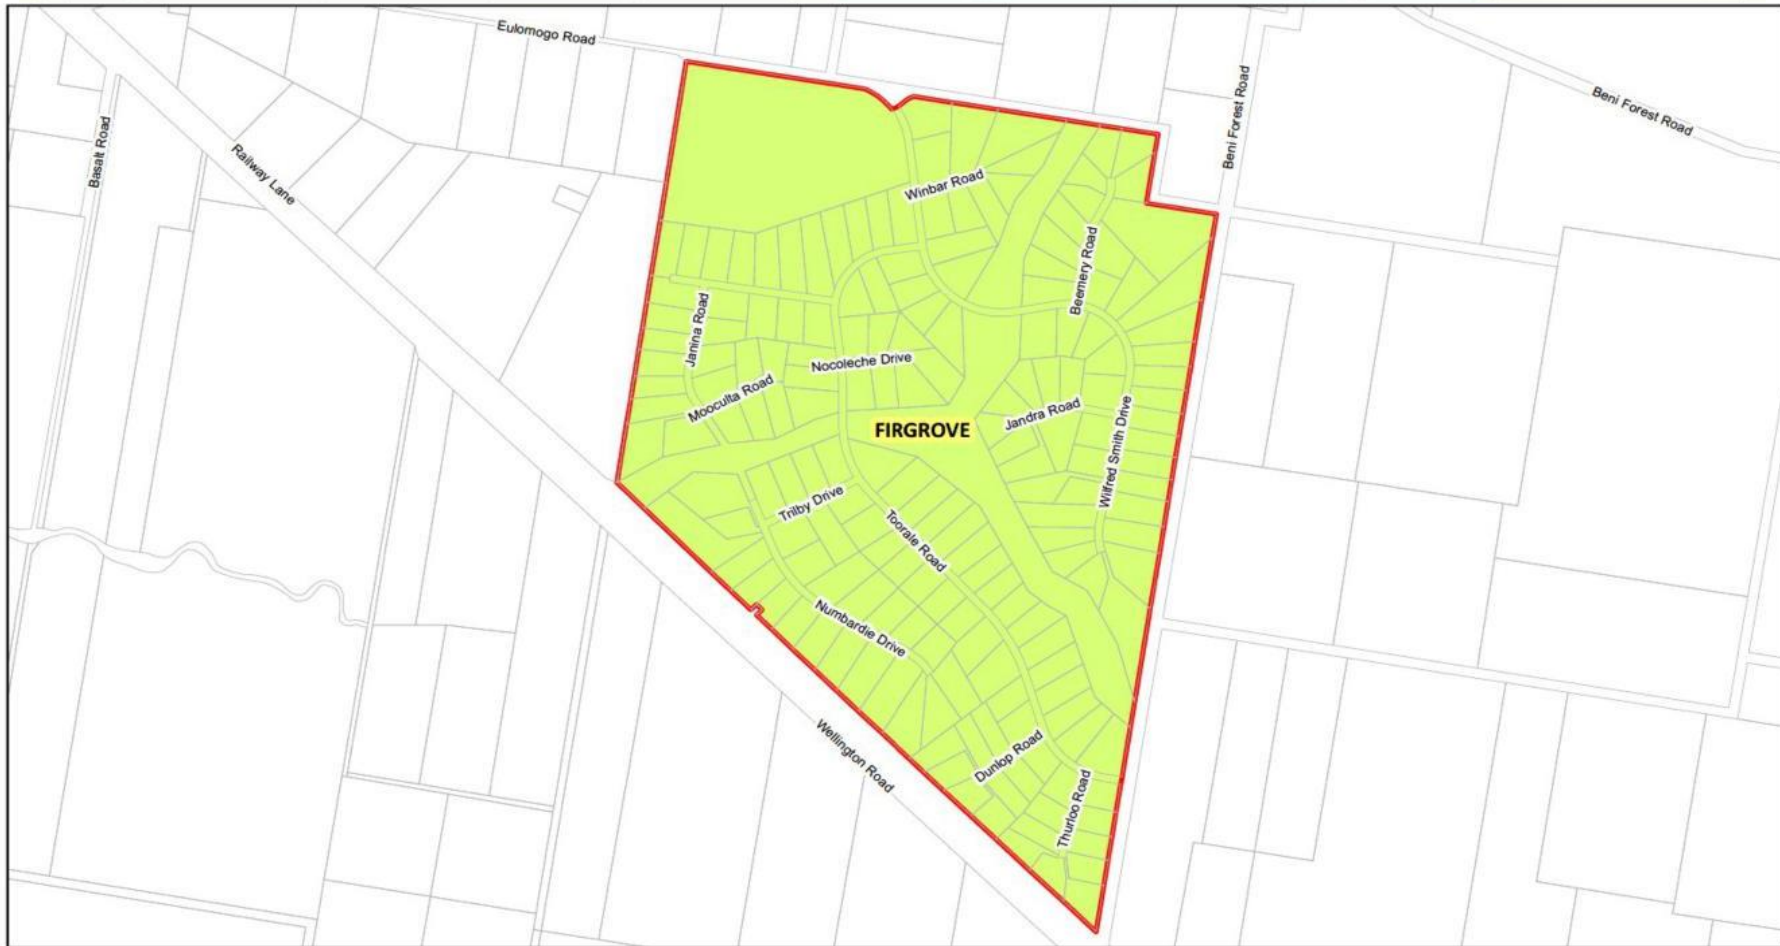 Eulomogo Road
Beni Forest Road
Beni Forest Road
Basalt Road
Railway Lane
Winbar Road
Beemery Road
Janina Road
Nocoleche Drive
Mooculta Road
Jandra Road
FIRGROVE
Wilfred Smith Drive
Trilby Drive
Toorale Road
Numbardie Drive
Wellington Road
Dunlop Road
Thurloo Road